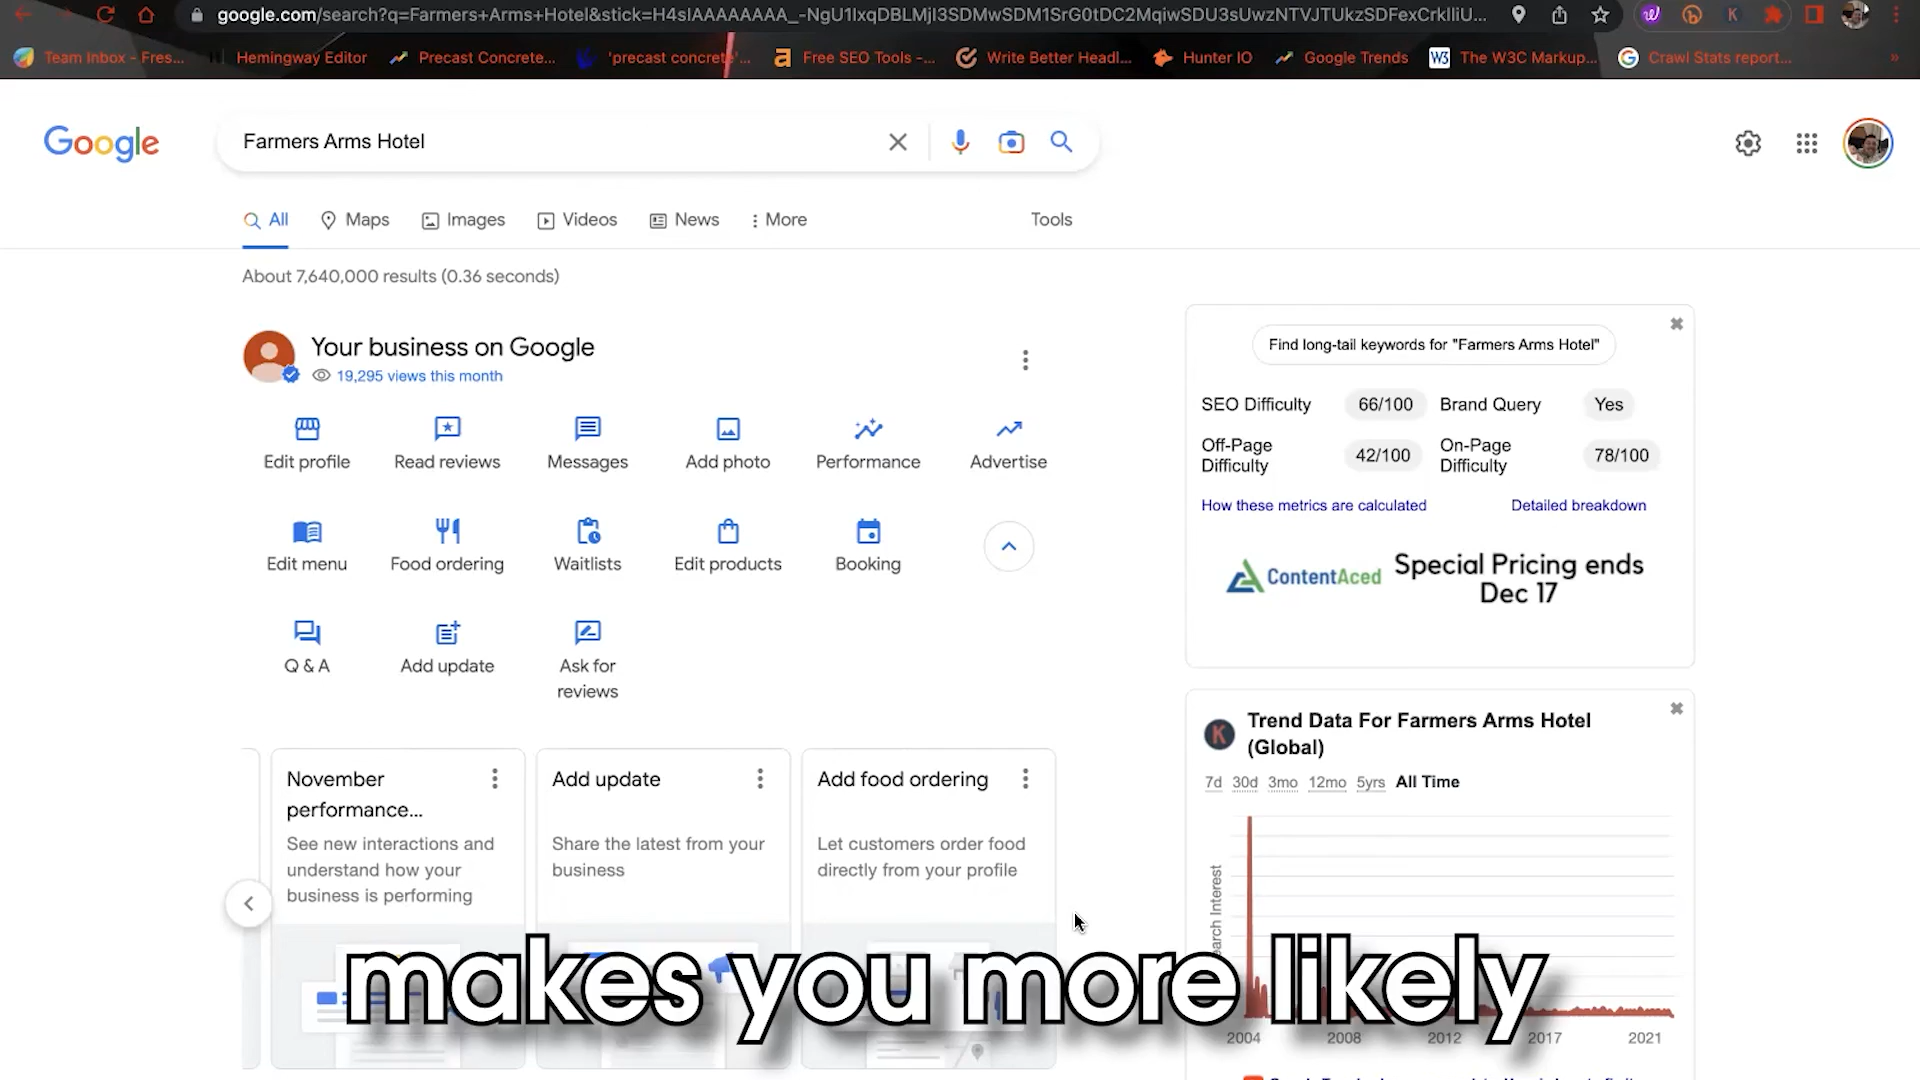 google.com/search?q=Farmers+Arms+Hotel&stick=
Team Inbox - Fres...
Hemingway Editor
Precast Concrete...
'precast concrete'...
Free SEO Tools -...
Write Better Headl...
Hunter IO
Google Trends
The W3C Markup...
Crawl Stats report...
Google
Farmers Arms Hotel
All
Maps
Images
Videos
News
More
Tools
About 7,640,000 results (0.36 seconds)
Your business on Google
19,295 views this month
Edit profile
Read reviews
Messages
Add photo
Performance
Advertise
Edit menu
Food ordering
Waitlists
Edit products
Booking
Q & A
Add update
Ask for
reviews
November
performance...
See new interactions and
understand how your
business is performing
Add update
Share the latest from your
business
Add food ordering
Let customers order food
directly from your profile
Find long-tail keywords for "Farmers Arms Hotel"
SEO Difficulty 66/100 Brand Query Yes
Off-Page
Difficulty
42/100
On-Page
Difficulty
78/100
How these metrics are calculated
Detailed breakdown
ContentAced
Special Pricing ends
Dec 17
K
Trend Data For Farmers Arms Hotel
(Global)
7d 30d 3mo 12mo 5yrs All Time
Interest
2004 2008 2012 2017 2021
makes you more likely